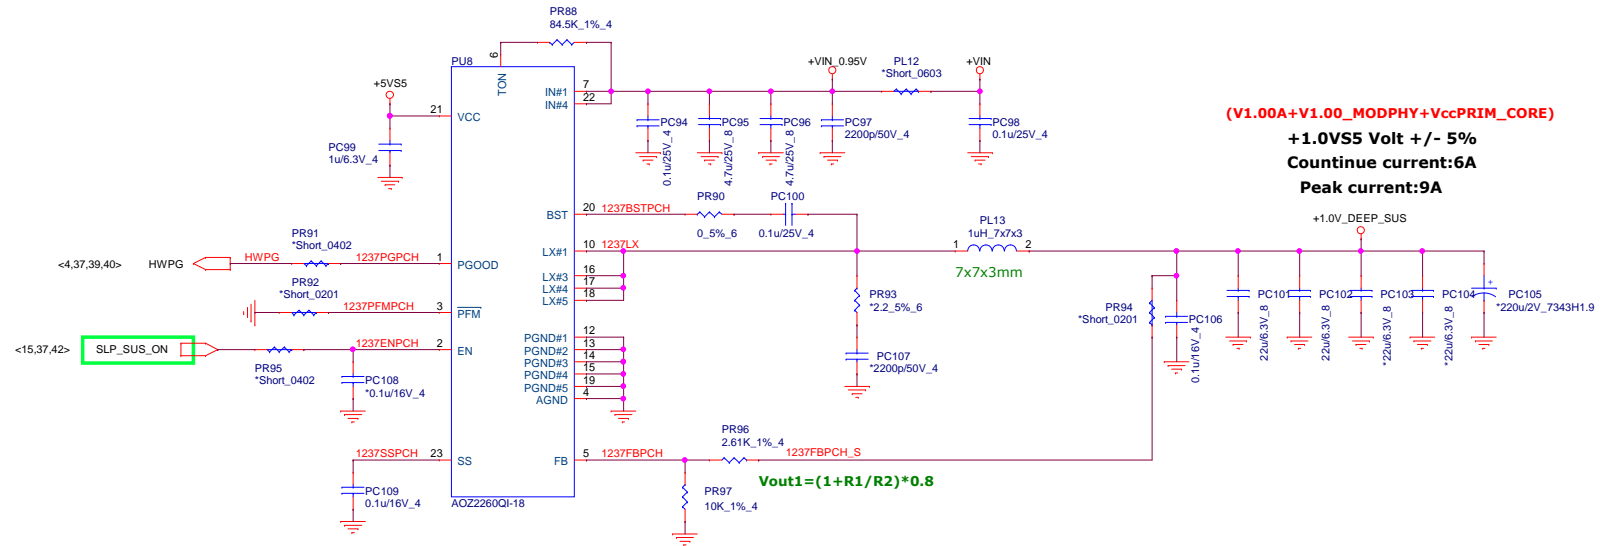 PR88
84.5K_1%_4
6
PU8
TON
+5VS5
21
VCC
PC99
1u/6.3V_4
7
IN#1
22
IN#4
+VIN_0.95V
PL12
*Short_0603
+VIN
PC94
0.1u/25V_4
PC95
4.7u/25V_8
PC96
4.7u/25V_8
PC97
2200p/50V_4
PC98
0.1u/25V_4
(V1.00A+V1.00_MODPHY+VccPRIM_CORE)
+1.0VS5 Volt +/- 5%
Countinue current:6A
Peak current:9A
+1.0V_DEEP_SUS
BST
20
1237BSTPCH
PR90
0_5%_6
PC100
0.1u/25V_4
LX#1
10
1237LX
LX#3
16
LX#4
17
LX#5
18
PL13
1uH_7x7x3
1
2
7x7x3mm
PR91
*Short_0402
<4,37,39,40>
HWPG
HWPG
1237PGPCH
1
PGOOD
PR92
*Short_0201
1237PFMPCH
3
PFM
<15,37,42>
SLP_SUS_ON
1237ENPCH
2
EN
PR95
*Short_0402
PC108
*0.1u/16V_4
PGND#1
12
PGND#2
13
PGND#3
14
PGND#4
15
PGND#5
19
AGND
4
PR93
*2.2_5%_6
PC107
*2200p/50V_4
PR94
*Short_0201
PC106
0.1u/16V_4
PC101
22u/6.3V_8
PC102
22u/6.3V_8
PC103
*22u/6.3V_8
PC104
*22u/6.3V_8
+
PC105
*220u/2V_7343H1.9
1237SSPCH
23
SS
PC109
0.1u/16V_4
FB
5
1237FBPCH
PR96
2.61K_1%_4
1237FBPCH_S
PR97
10K_1%_4
Vout1=(1+R1/R2)*0.8
AOZ2260QI-18